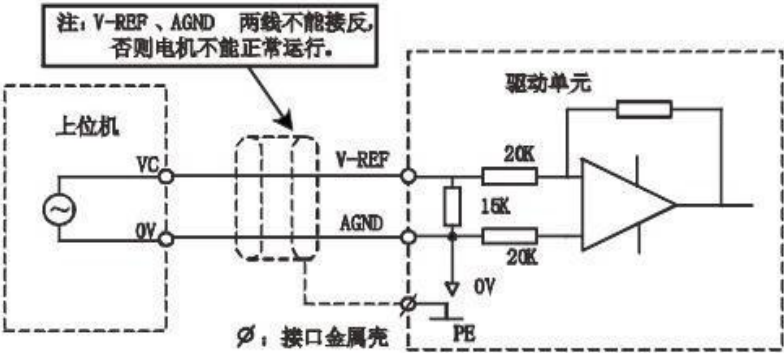 注：V-REF、AGND 两线不能接反，
否则电机不能正常运行。
驱动单元
上位机
VC
V-REF
20K
15K
0V
AGND
20K
0V
PE
Ø：接口金属壳